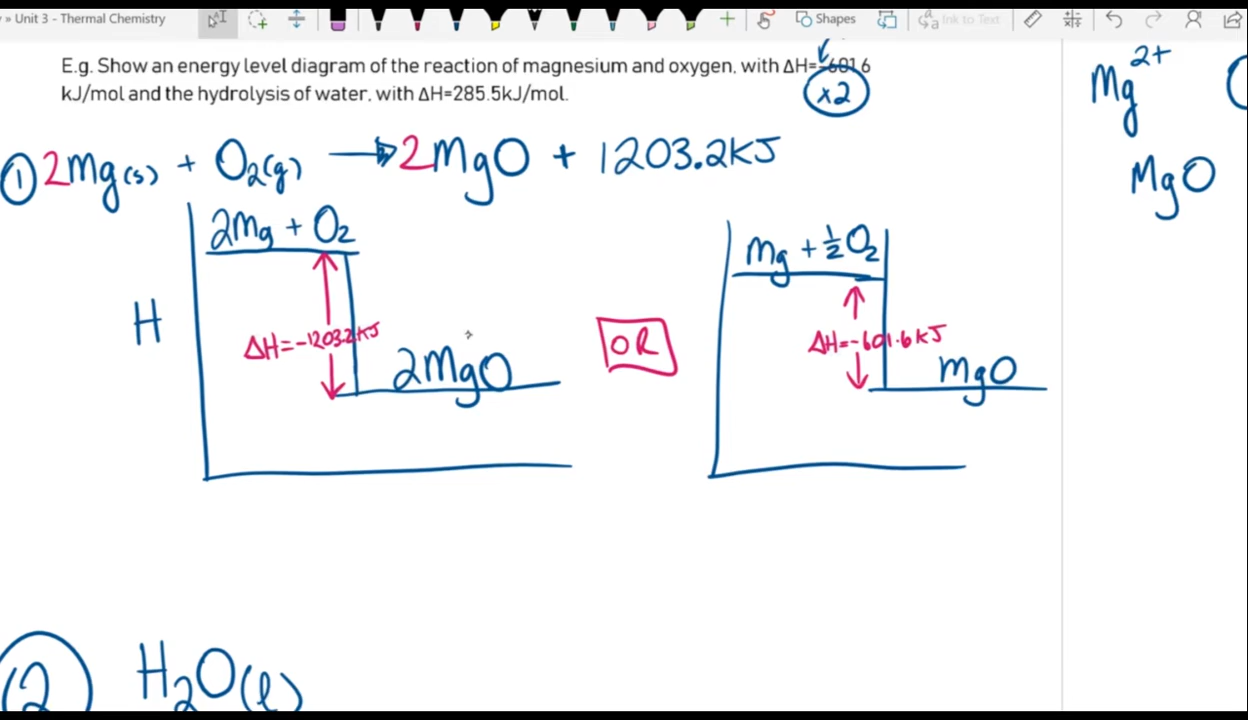 » Unit 3 - Thermal Chemistry
Shapes
Ink to Text
E.g. Show an energy level diagram of the reaction of magnesium and oxygen, with ΔH=-601.6
kJ/mol and the hydrolysis of water, with ΔH=285.5kJ/mol.
x2
Mg²⁺
MgO
① 2Mg(s) + O₂(g) → 2MgO + 1203.2KJ
2Mg + O₂
H
ΔH=-1203.2KJ
2MgO
OR
Mg + ½O₂
ΔH=-601.6KJ
MgO
② H₂O(l)